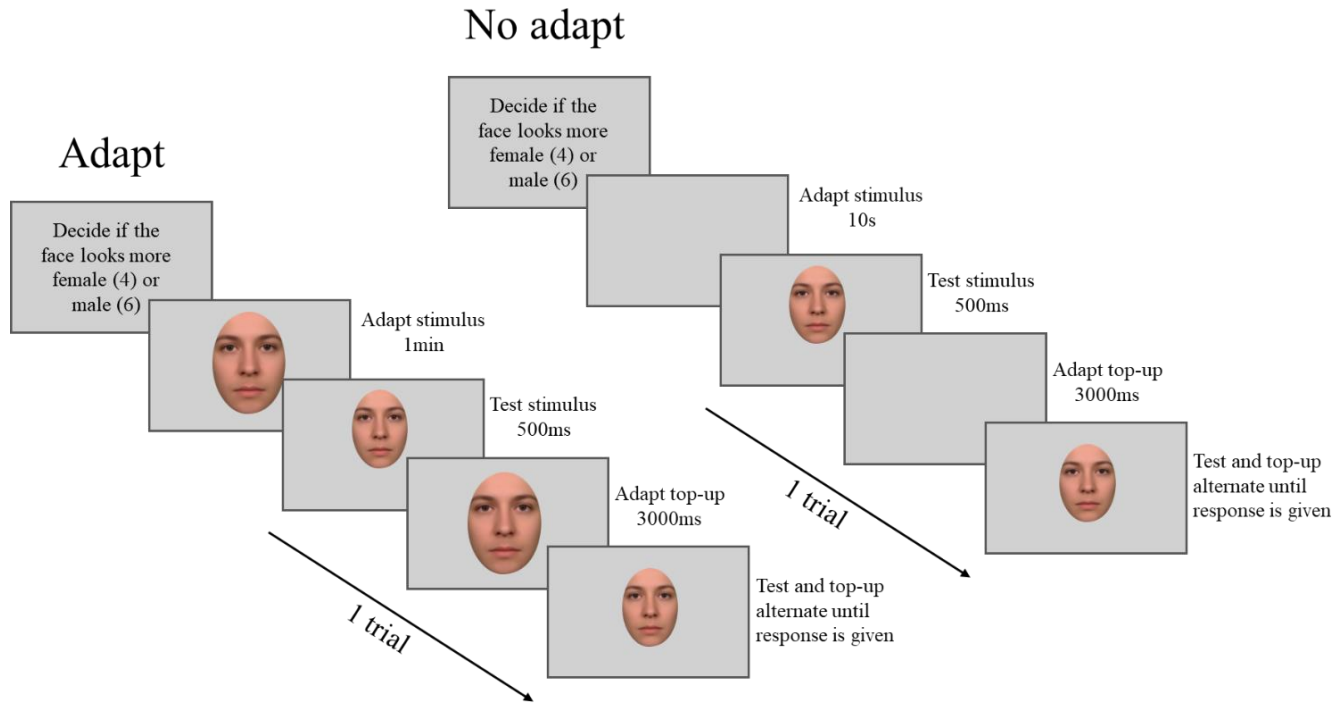 No adapt
Decide if the
face looks more
female (4) or
male (6)
Adapt stimulus
10s
Test stimulus
500ms
Adapt top-up
3000ms
Test and top-up
alternate until
response is given
1 trial
Adapt
Decide if the
face looks more
female (4) or
male (6)
Adapt stimulus
1min
Test stimulus
500ms
Adapt top-up
3000ms
Test and top-up
alternate until
response is given
1 trial